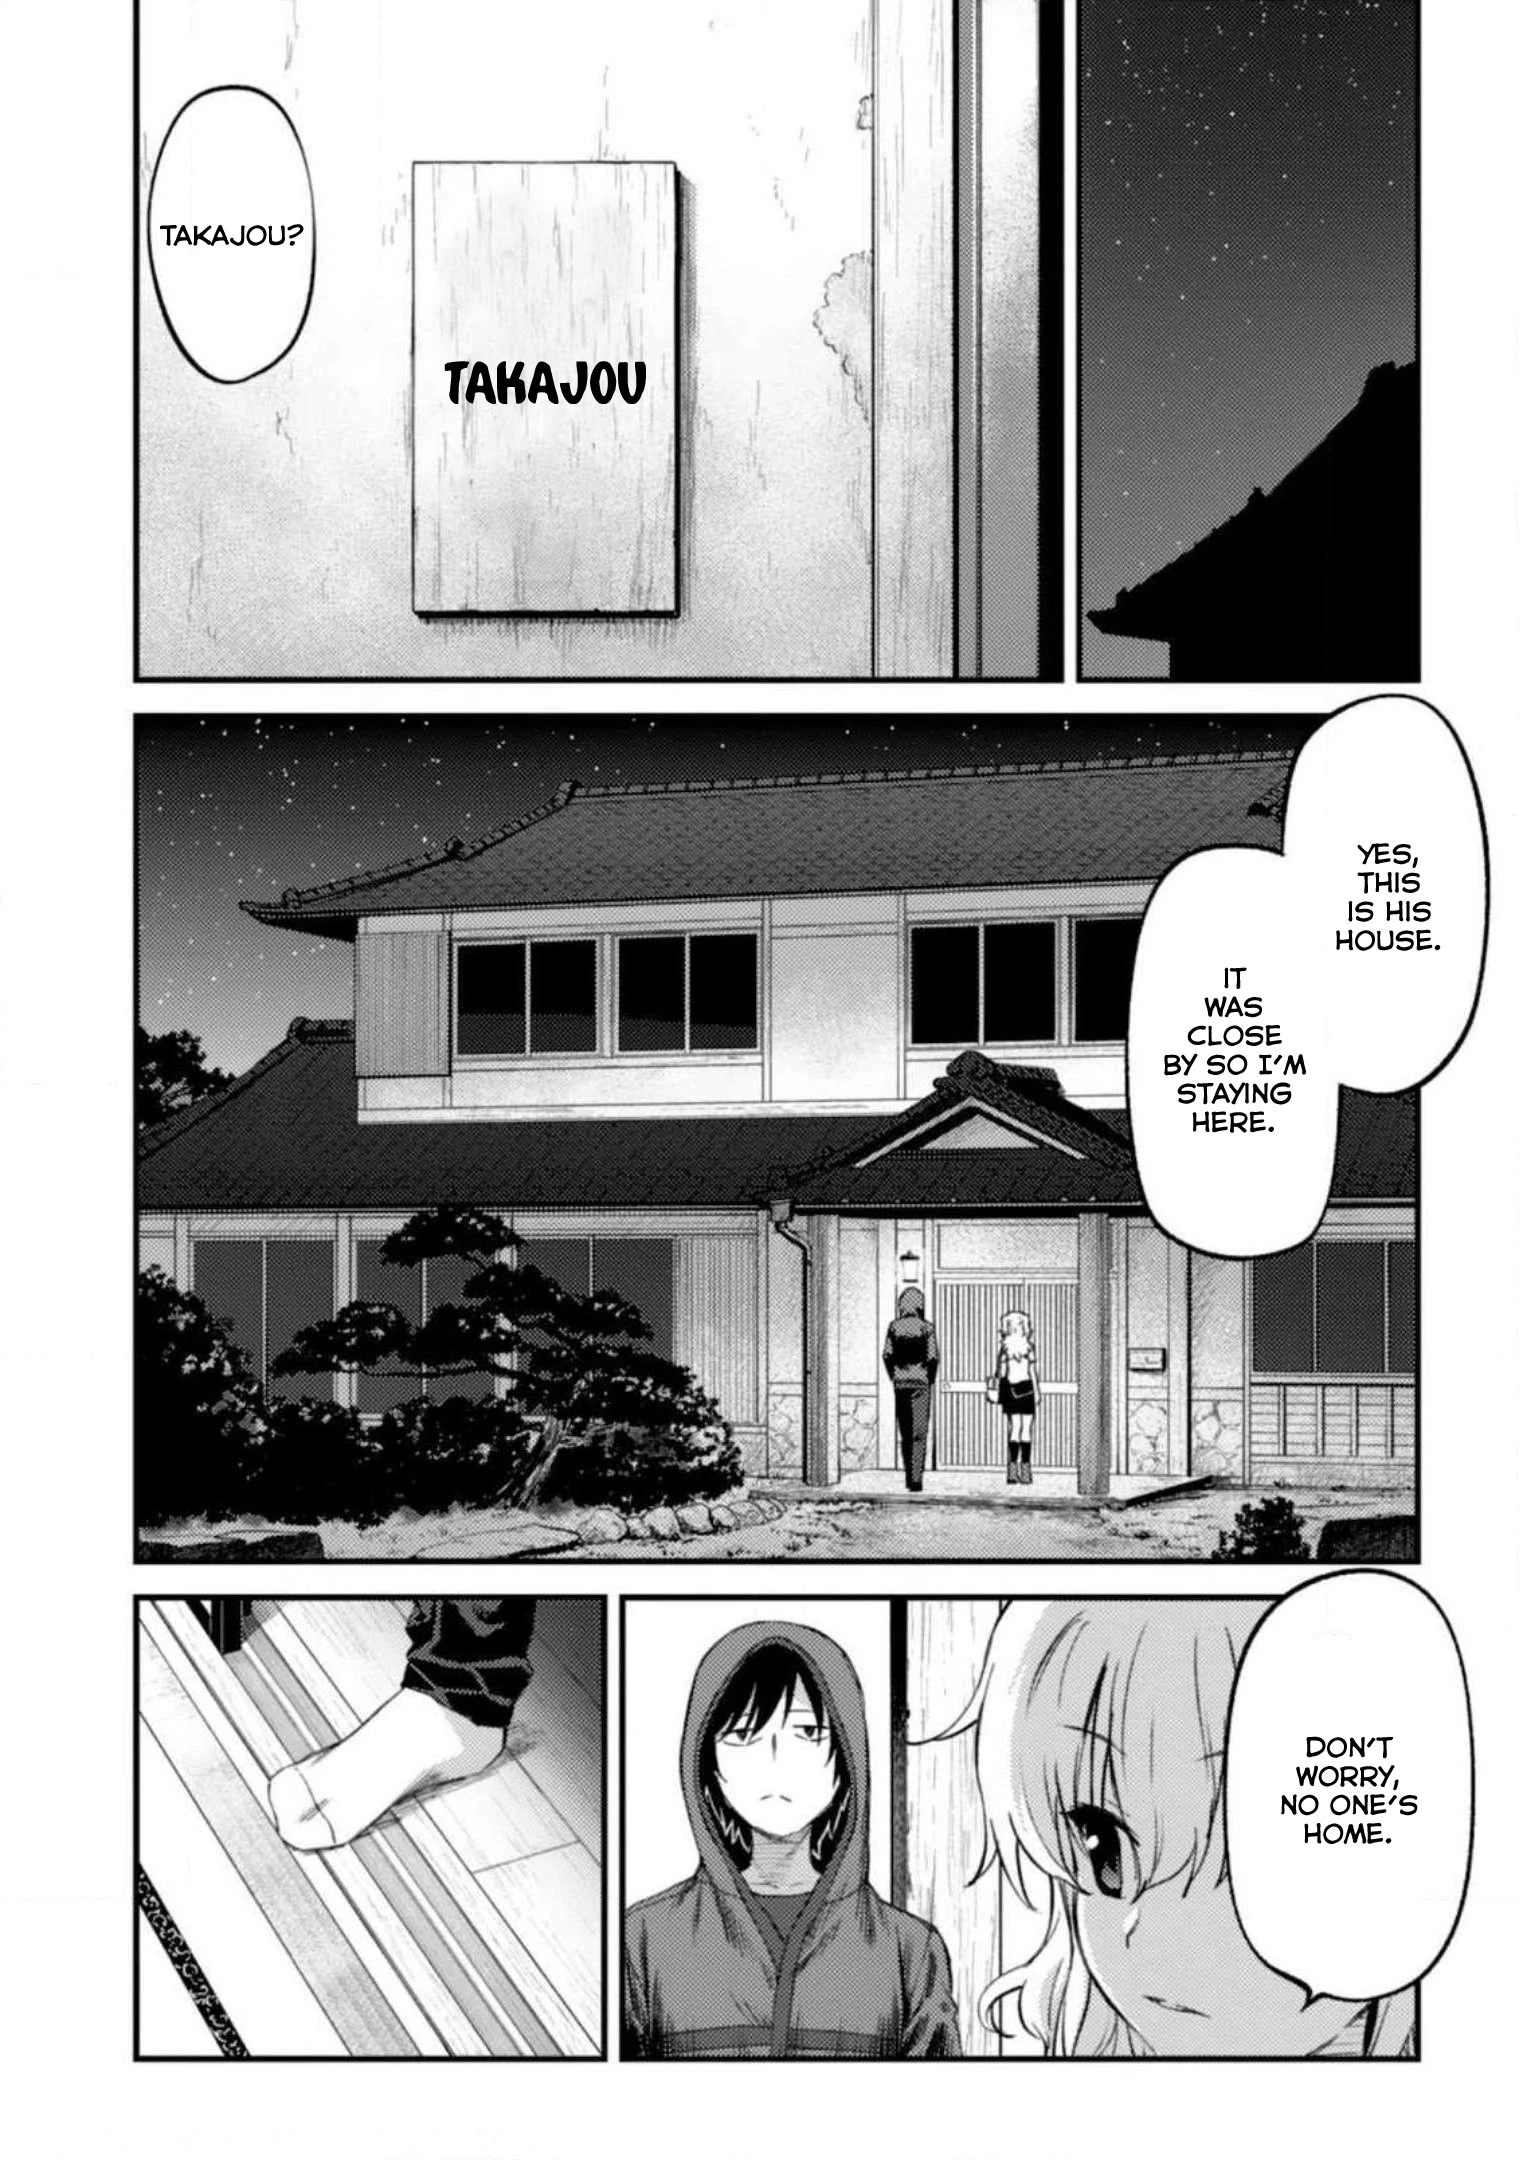 TAKAJOU
TAKAJOU?
YES,
THIS
IS HIS
HOUSE.
IT
WAS
CLOSE
BY SO I'M
STAYING
HERE.
DON'T
WORRY,
NO ONE'S
HOME.